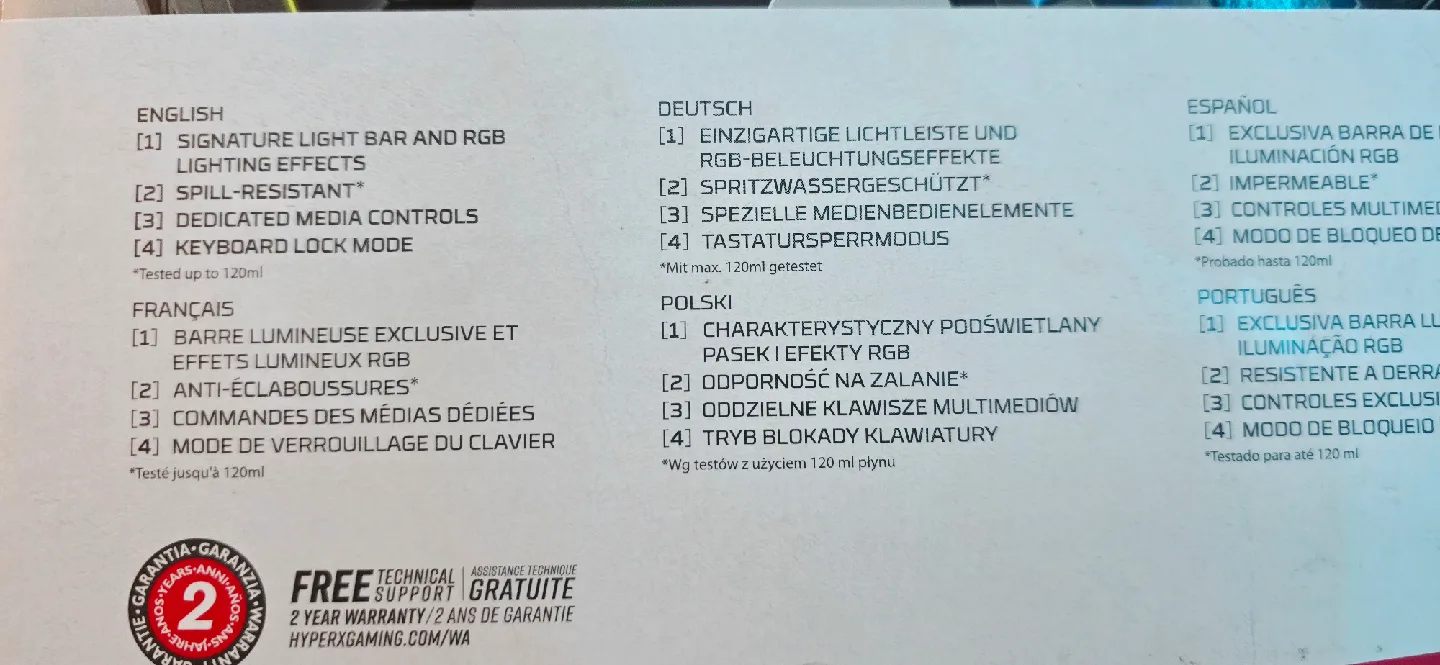 ENGLISH
[1] SIGNATURE LIGHT BAR AND RGB
LIGHTING EFFECTS
[2] SPILL-RESISTANT*
[3] DEDICATED MEDIA CONTROLS
[4] KEYBOARD LOCK MODE
*Tested up to 120ml
FRANÇAIS
[1] BARRE LUMINEUSE EXCLUSIVE ET
EFFETS LUMINEUX RGB
[2] ANTI-ÉCLABOUSSURES*
[3] COMMANDES DES MÉDIAS DÉDIÉES
[4] MODE DE VERROUILLAGE DU CLAVIER
*Testé jusqu'à 120ml
DEUTSCH
[1] EINZIGARTIGE LICHTLEISTE UND
RGB-BELEUCHTUNGSEFFEKTE
[2] SPRITZWASSERGESCHÜTZT*
[3] SPEZIELLE MEDIENBEDIENELEMENTE
[4] TASTATURSPERRMODUS
*Mit max. 120ml getestet
POLSKI
[1] CHARAKTERYSTYCZNY PODŚWIETLANY
PASEK I EFEKTY RGB
[2] ODPORNOŚĆ NA ZALANIE*
[3] ODDZIELNE KLAWISZE MULTIMEDIÓW
[4] TRYB BLOKADY KLAWIATURY
*Wg testów z użyciem 120 ml płynu
ESPAÑOL
[1] EXCLUSIVA BARRA DE
ILUMINACIÓN RGB
[2] IMPERMEABLE*
[3] CONTROLES
[4] MODO DE BLOQUEO
*Probado hasta 120ml
PORTUGUÊS
[1] EXCLUSIVA BARRA
ILUMINAÇÃO RGB
[2] RESISTENTE A
[3] CONTROLES
[4] MODO DE BLOQUEIO
*Testado para até 120 ml
GARANTIE·GARANTIA·GARANZIA·WARRANTY
ANOS·YEARS·ANNI·AÑOS·ANS·JAHRE
2
FREE TECHNICAL SUPPORT | ASSISTANCE TECHNIQUE GRATUITE
2 YEAR WARRANTY/2 ANS DE GARANTIE
HYPERXGAMING.COM/WA